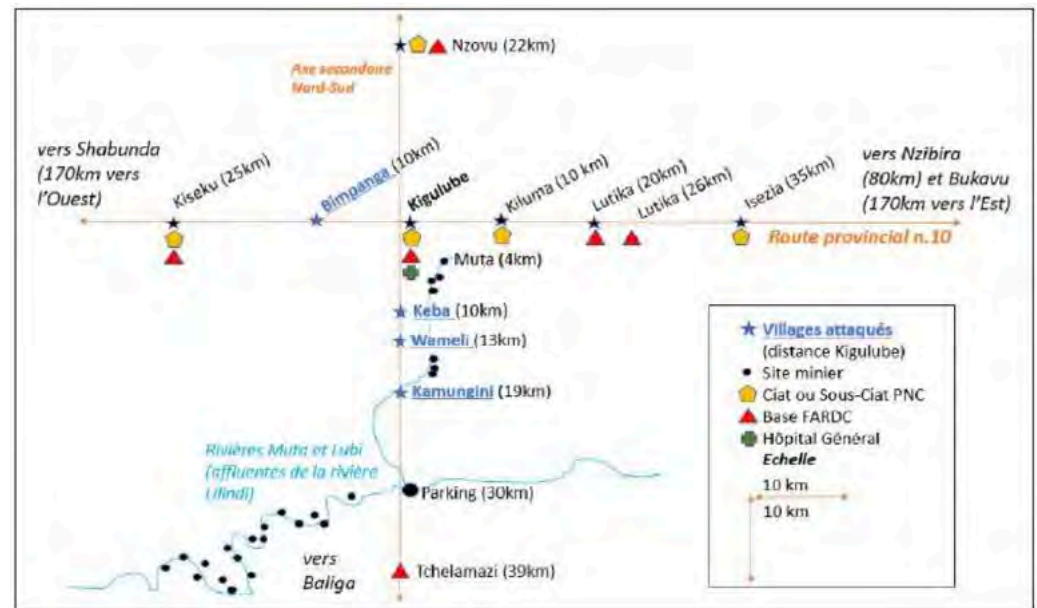 Nzovu (22km)
Axe secondaire
Nord-Sud
vers Shabunda
(170km vers
l'Ouest)
Kiseku (25km)
Bimpanga (10km)
Kigulube
Kiluma (10 km)
Lutika (20km)
Lutika (26km)
Isezia (35km)
vers Nzibira
(80km) et Bukavu
(170km vers l'Est)
Route provincial n.10
Muta (4km)
Keba (10km)
Wameli (13km)
Kamungini (19km)
Rivières Muta et Lubi
(affluentes de la rivière
Ulindi)
Parking (30km)
vers
Baliga
Tchelamazi (39km)
Villages attaqués
(distance Kigulube)
Site minier
Ciat ou Sous-Ciat PNC
Base FARDC
Hôpital Général
Echelle
10 km
10 km